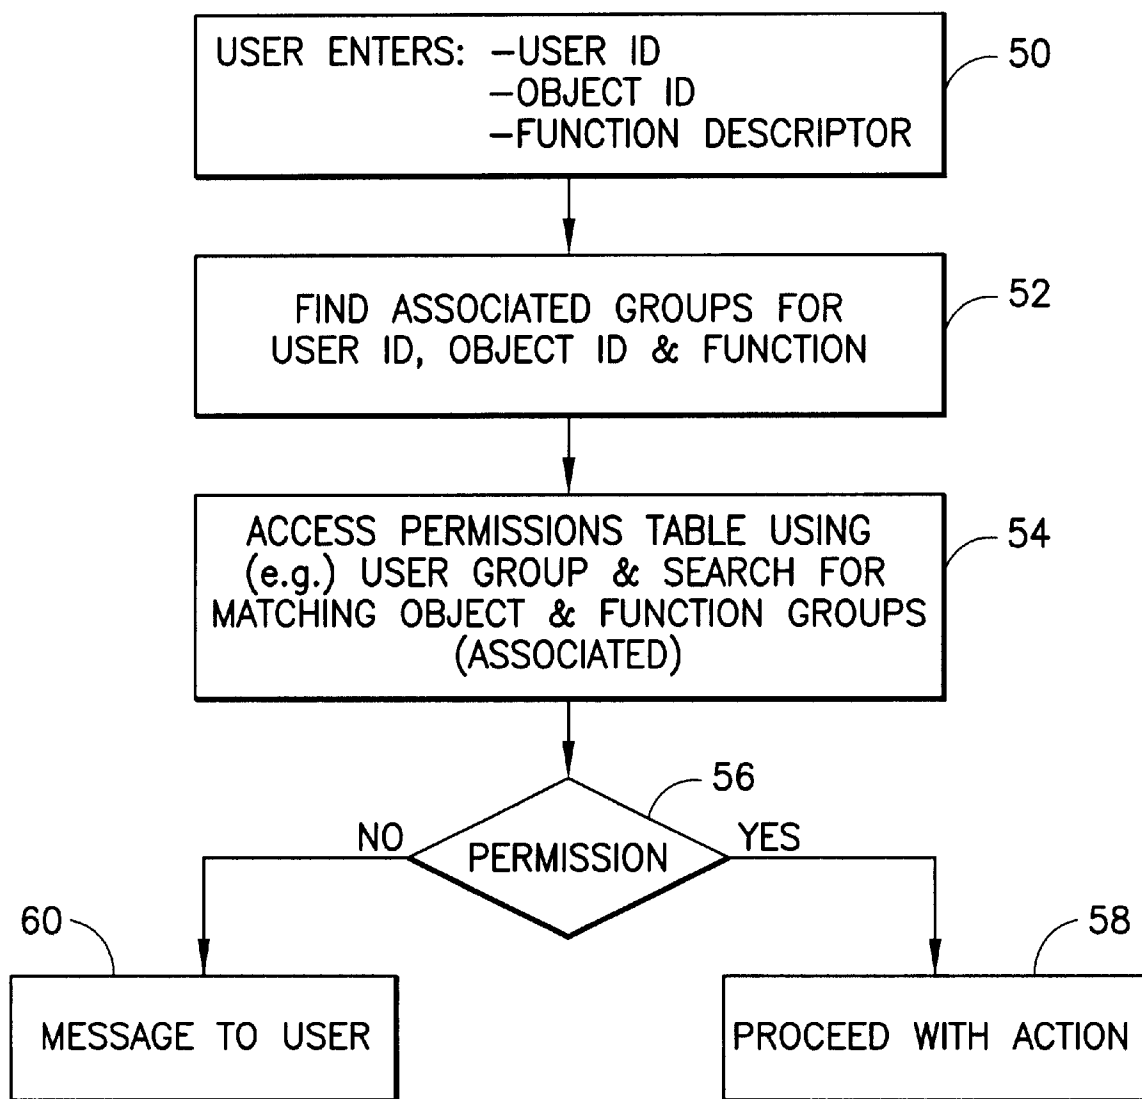 USER ENTERS: -USER ID
-OBJECT ID
-FUNCTION DESCRIPTOR
50
FIND ASSOCIATED GROUPS FOR
USER ID, OBJECT ID & FUNCTION
52
ACCESS PERMISSIONS TABLE USING
(e.g.) USER GROUP & SEARCH FOR
MATCHING OBJECT & FUNCTION GROUPS
(ASSOCIATED)
54
56
NO
PERMISSION
YES
60
MESSAGE TO USER
58
PROCEED WITH ACTION